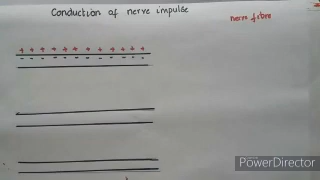 Conduction of nerve impulse
nerve fibre
+ + + + + + + + + + + +
- - - - - - - - - - - -
PowerDirector